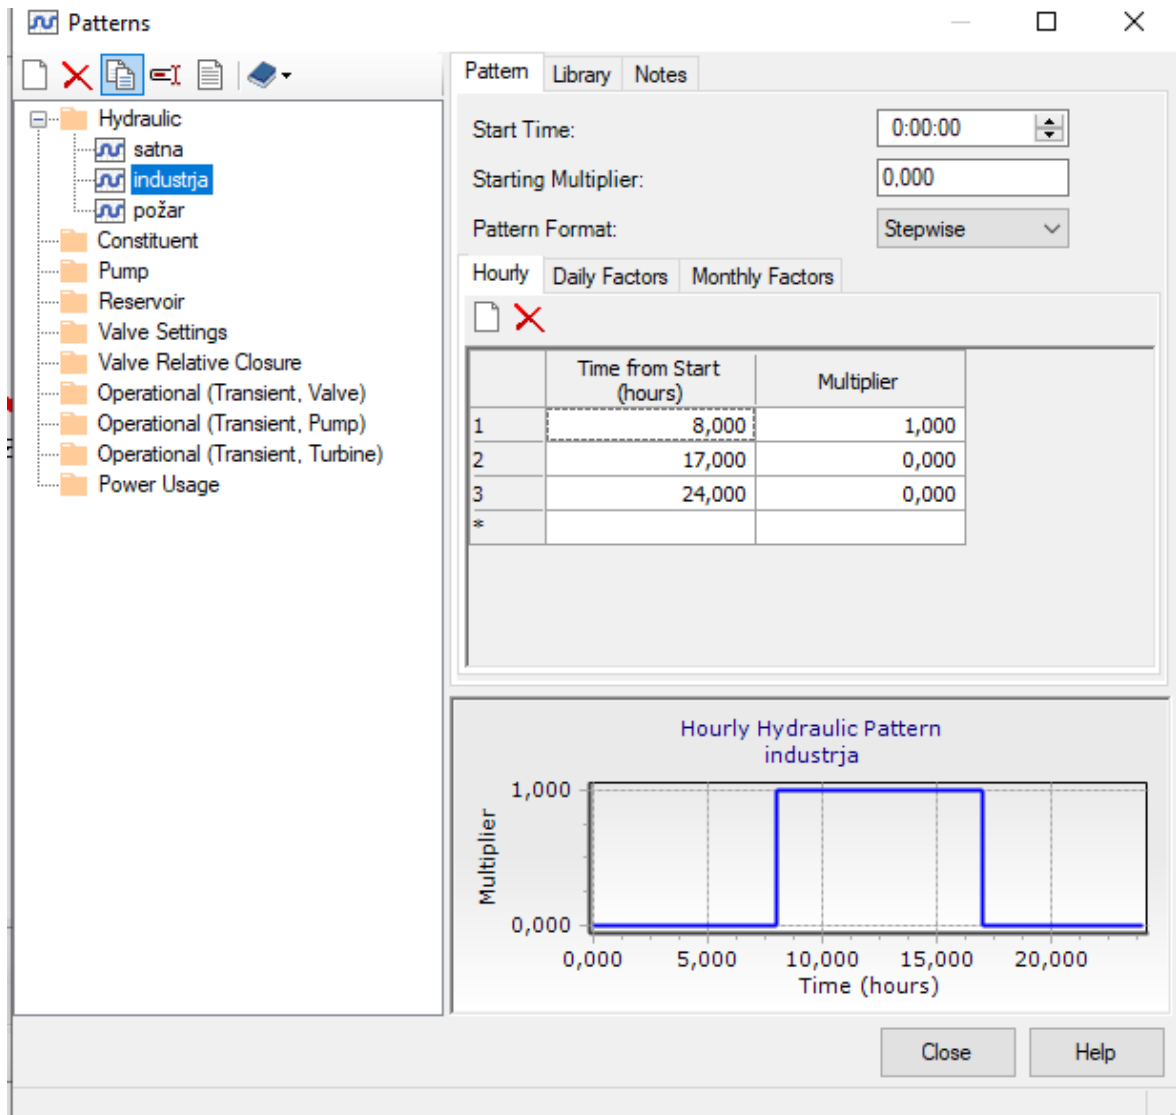 Patterns
Hydraulic
satna
industrja
požar
Constituent
Pump
Reservoir
Valve Settings
Valve Relative Closure
Operational (Transient, Valve)
Operational (Transient, Pump)
Operational (Transient, Turbine)
Power Usage
Pattern Library Notes
Start Time: 0:00:00
Starting Multiplier: 0,000
Pattern Format: Stepwise
Hourly Daily Factors Monthly Factors
Time from Start
(hours) Multiplier
1 8,000 1,000
2 17,000 0,000
3 24,000 0,000
*
Hourly Hydraulic Pattern
industrja
1,000
Multiplier
0,000
0,000 5,000 10,000 15,000 20,000
Time (hours)
Close Help